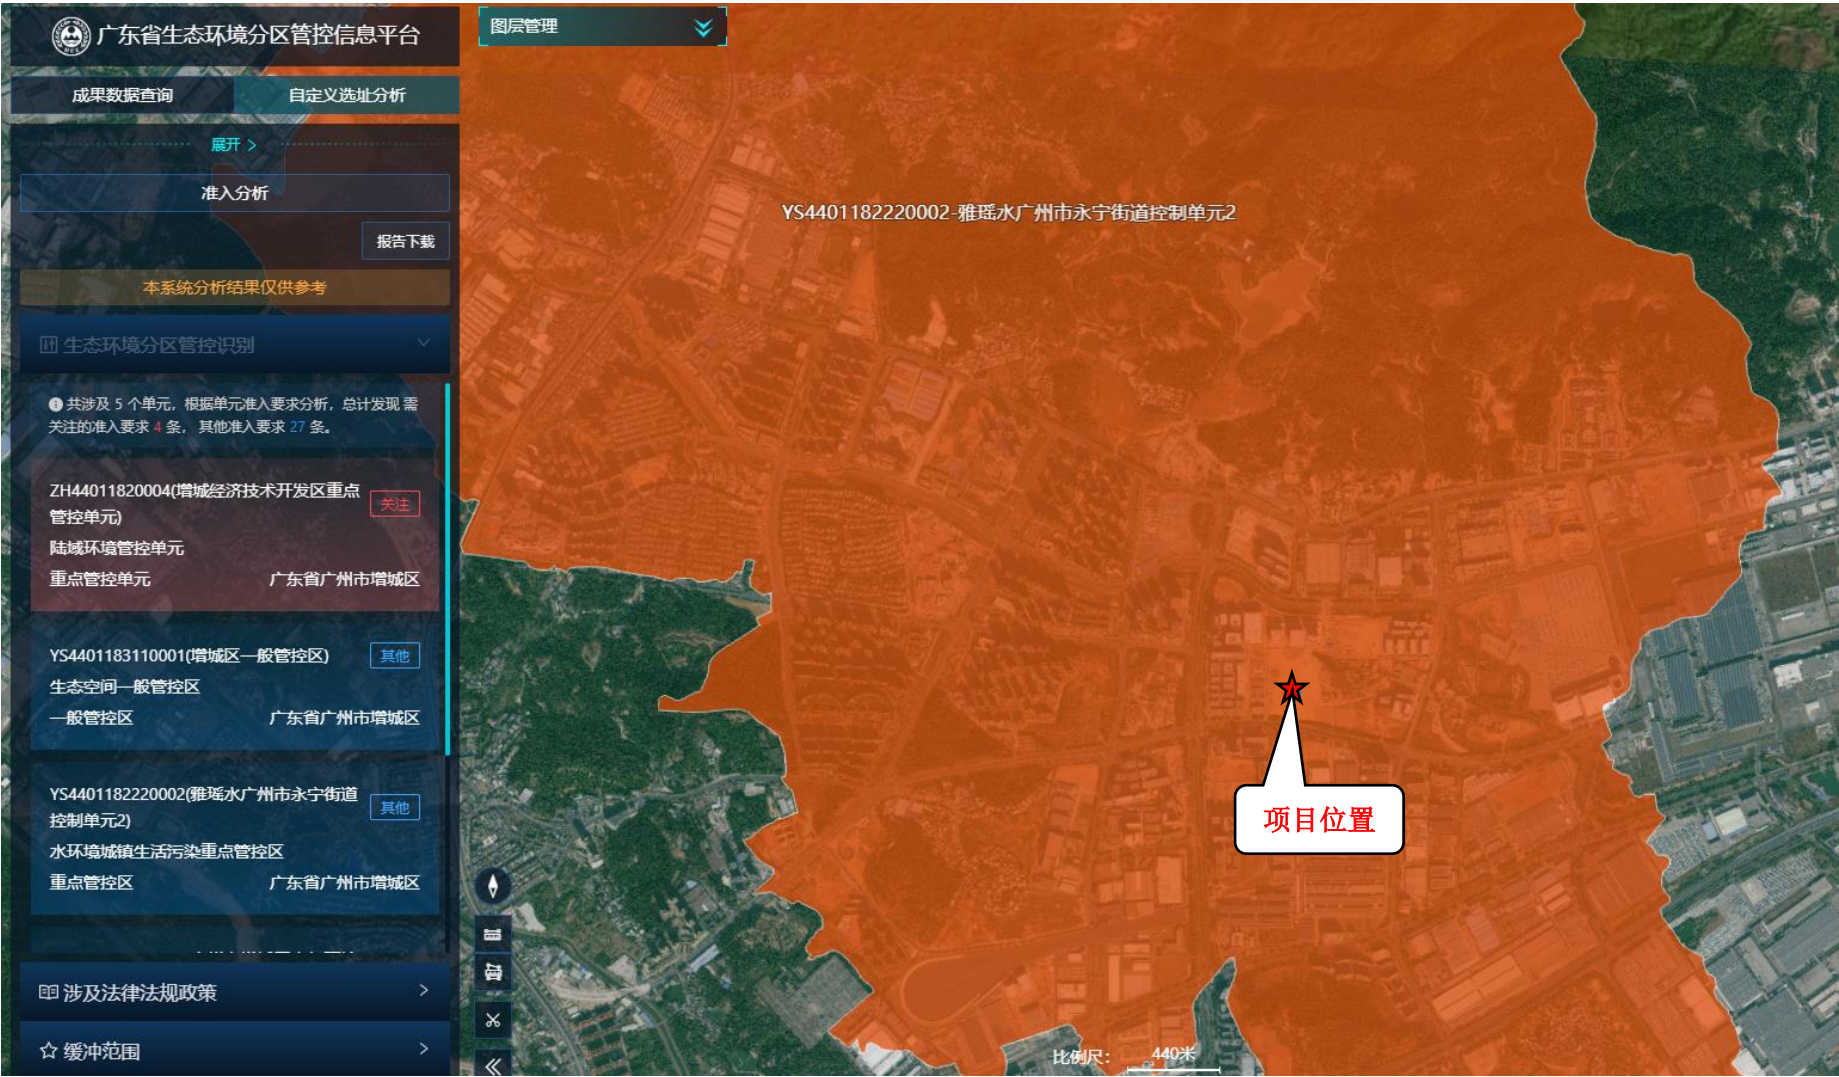 广东省生态环境分区管控信息平台
成果数据查询
自定义选址分析
展开 >
准入分析
报告下载
本系统分析结果仅供参考
生态环境分区管控识别
共涉及 5 个单元，根据单元准入要求分析，总计发现 需
关注的准入要求 4 条， 其他准入要求 27 条。
ZH44011820004(增城经济技术开发区重点
管控单元)
关注
陆域环境管控单元
重点管控单元 广东省广州市增城区
YS4401183110001(增城区一般管控区)
其他
生态空间一般管控区
一般管控区 广东省广州市增城区
YS4401182220002(雅瑶水广州市永宁街道
控制单元2)
其他
水环境城镇生活污染重点管控区
重点管控区 广东省广州市增城区
涉及法律法规政策
缓冲范围
图层管理
YS4401182220002-雅瑶水广州市永宁街道控制单元2
项目位置
比例尺： 440米